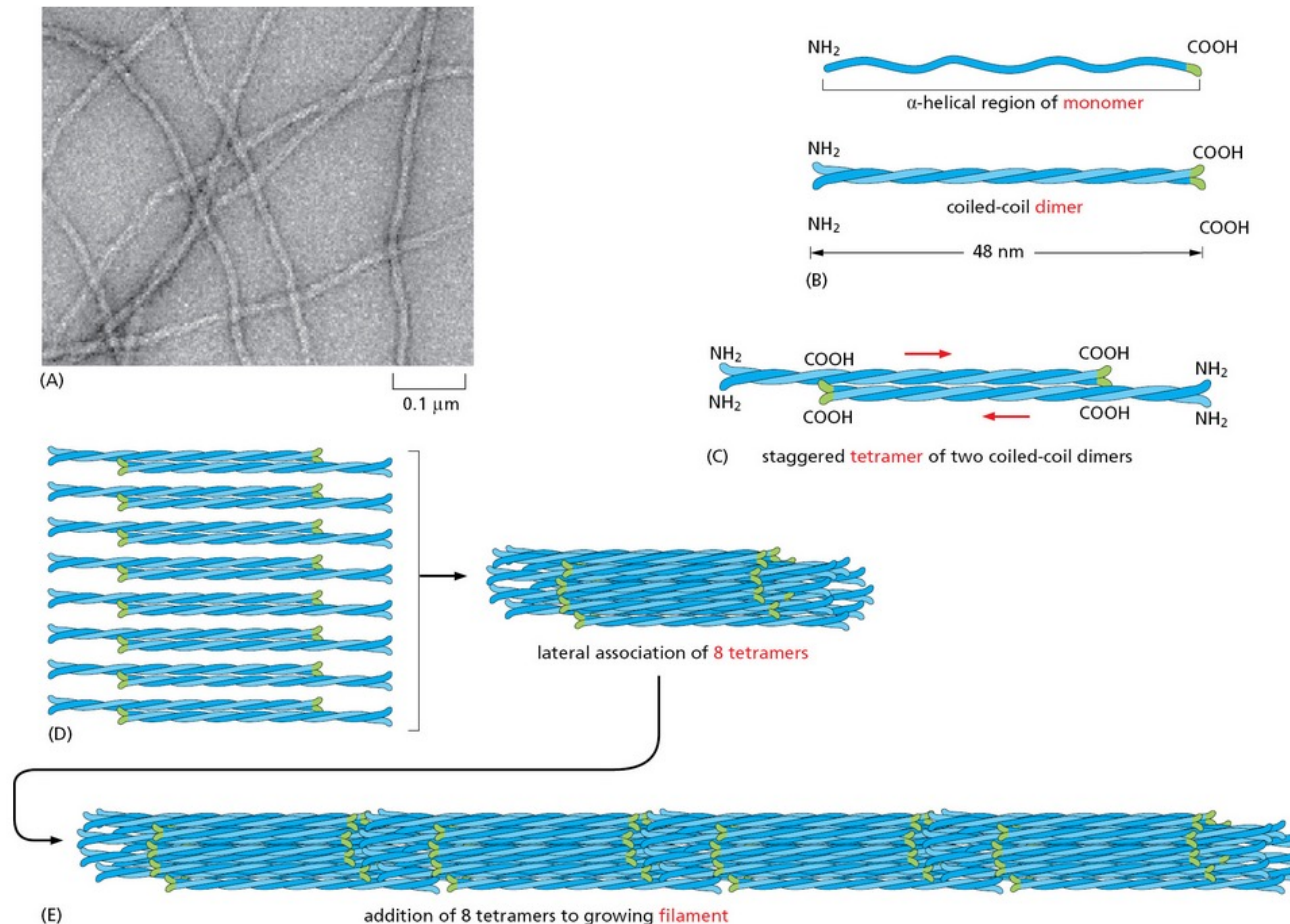 (A)
0.1 μm
NH2
COOH
α-helical region of monomer
COOH
coiled-coil dimer
NH2
COOH
48 nm
(B)
NH2
COOH
COOH
NH2
NH2
COOH
COOH
NH2
(C) staggered tetramer of two coiled-coil dimers
lateral association of 8 tetramers
(D)
(E) addition of 8 tetramers to growing filament